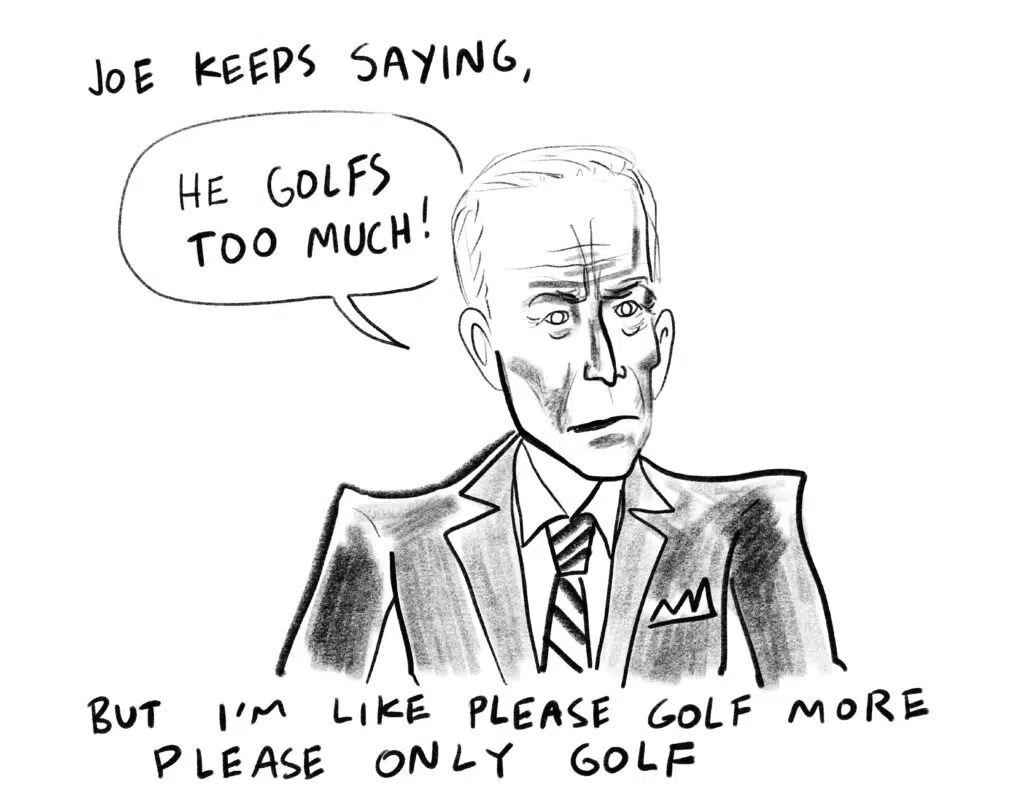 JOE KEEPS SAYING,
HE GOLFS
TOO MUCH!
BUT I'M LIKE PLEASE GOLF MORE
PLEASE ONLY GOLF